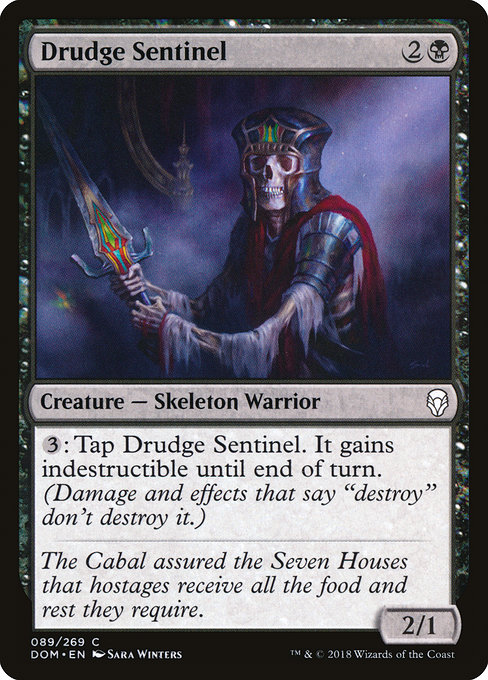 Drudge Sentinel 2
Creature — Skeleton Warrior
3: Tap Drudge Sentinel. It gains
indestructible until end of turn.
(Damage and effects that say “destroy”
don’t destroy it.)
The Cabal assured the Seven Houses
that hostages receive all the food and
rest they require.
2/1
089/269 C
DOM • EN Sara Winters
™ & © 2018 Wizards of the Coast